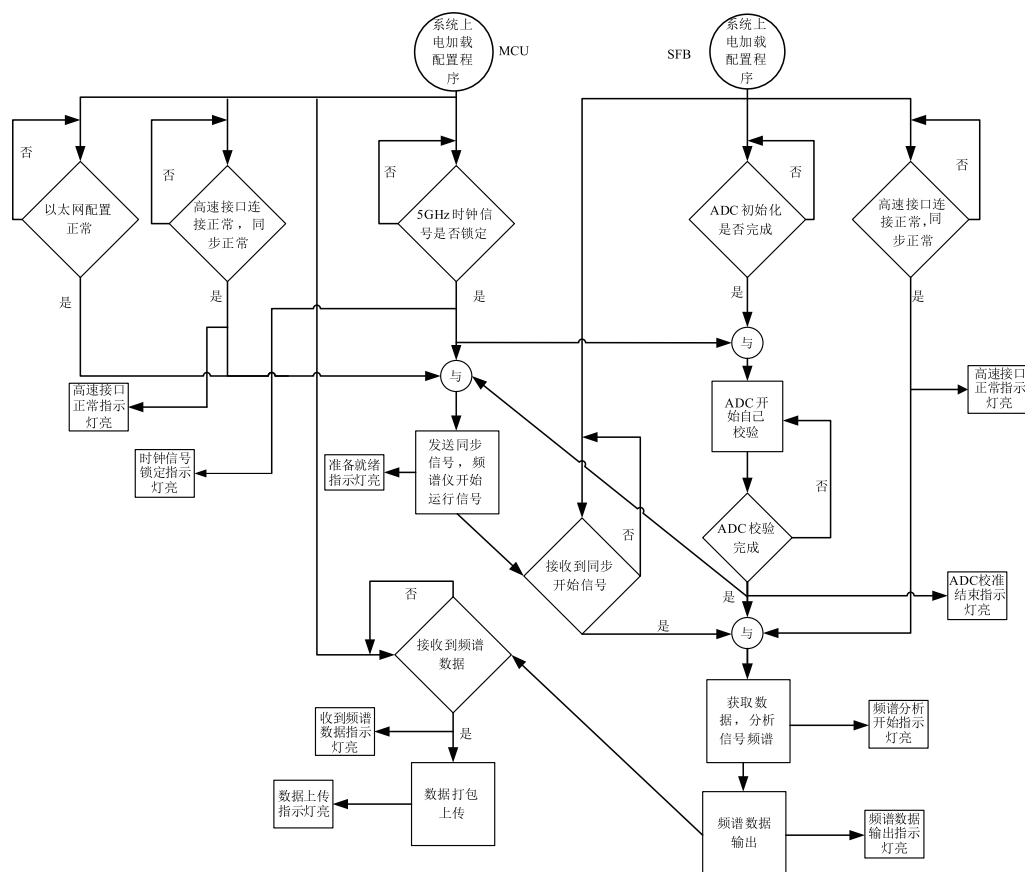 系统上
电加载
配置程
序
MCU
系统上
电加载
配置程
序
SFB
否
否
否
否
否
以太网配置
正常
高速接口连
接正常，同
步正常
5GHz时钟信
号是否锁定
ADC初始化
是否完成
高速接口连
接正常，同
步正常
是
是
是
是
是
与
与
高速接口
正常指示
灯亮
高速接口
正常指示
灯亮
ADC开
始自己
校验
时钟信号
锁定指示
灯亮
准备就绪
指示灯亮
发送同步
信号，频
谱仪开始
运行信号
否
否
ADC校验
完成
接收到同步
开始信号
是
ADC校准
结束指示
灯亮
否
是
与
接收到频谱
数据
获取数
据，分析
信号频谱
频谱分析
开始指示
灯亮
收到频谱
数据指示
灯亮
是
数据上传
指示灯亮
数据打包
上传
频谱数据
输出
频谱数据
输出指示
灯亮